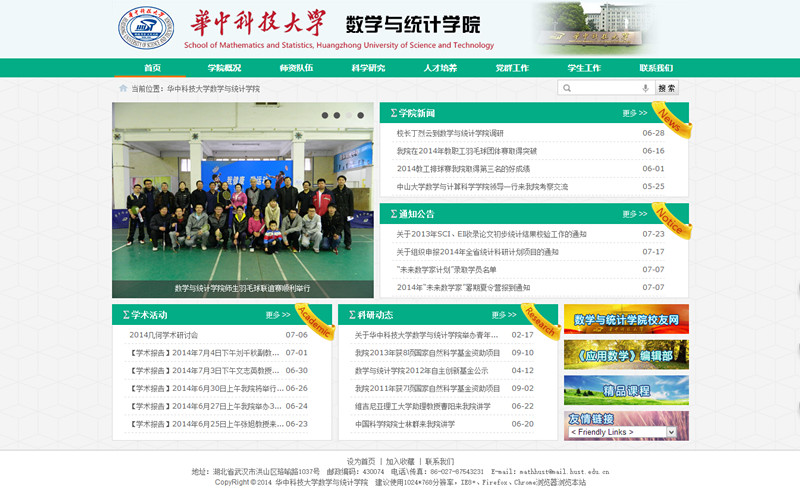 华中科技大学 数学与统计学院
School of Mathematics and Statistics, Huangzhong University of Science and Technology
首页 学院概况 师资队伍 科学研究 人才培养 党群工作 学生工作 联系我们
当前位置：华中科技大学数学与统计学院
搜 索
数学与统计学院师生羽毛球联谊赛顺利举行
Σ学院新闻 更多>>
News
校长丁烈云到数学与统计学院调研 06-28
我院在2014年教职工羽毛球团体赛取得突破 06-16
2014教工排球赛我院取得第三名的好成绩 06-01
中山大学数学与计算科学学院领导一行来我院考察交流 05-25
Σ通知公告 更多>>
Notice
关于2013年SCI、EI收录论文初步统计结果校验工作的通知 07-23
关于组织申报2014年全省统计科研计划项目的通知 07-17
"未来数学家计划"录取学员名单 07-07
2014年"未来数学家"暑期夏令营报到通知 07-07
Σ学术活动 更多>>
Academic
2014几何学术研讨会 07-06
【学术报告】2014年7月4日下午刘千秋副教... 07-01
【学术报告】2014年7月3日下午文志英教授... 06-30
【学术报告】2014年6月30日上午我院将举行... 06-26
【学术报告】2014年6月27日上午我院举办3... 06-24
【学术报告】2014年6月25日上午张旭教授来... 06-23
Σ科研动态 更多>>
Research
关于华中科技大学数学与统计学院举办青年... 02-17
我院2013年获8项国家自然科学基金资助项目 09-10
数学与统计学院2012年自主创新基金公示 04-12
我院2011年获7项国家自然科学基金资助项目 09-02
维吉尼亚理工大学助理教授曹阳来我院讲学 06-22
中国科学院院士林群来我院讲学 06-20
数学与统计学院校友网
《应用数学》编辑部
精品课程
友情链接
< Friendly Links >
设为首页 | 加入收藏 | 联系我们
地址：湖北省武汉市洪山区珞喻路1037号 邮政编码：430074 电话\传真：86-027-67543231 E-mail: mathhust@mail.hust.edu.cn
CopyRight © 2014 华中科技大学数学与统计学院 建议使用1024*768分辨率，IE8+、Firefox、Chrome浏览器浏览本站